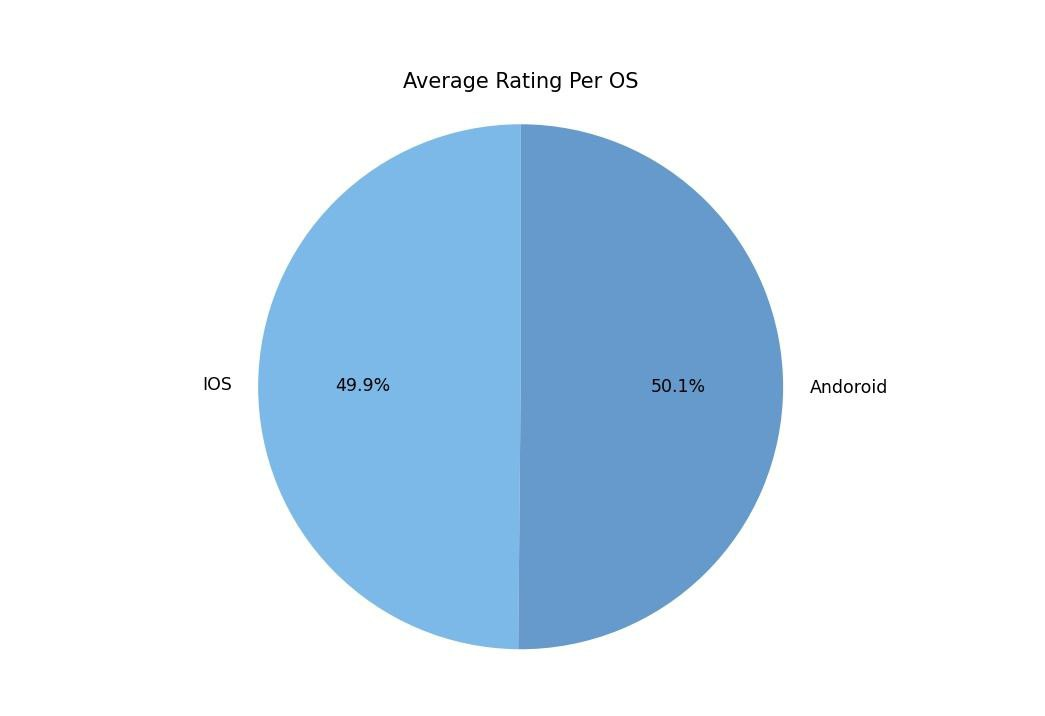 Average Rating Per OS
IOS
49.9%
50.1%
Andoroid